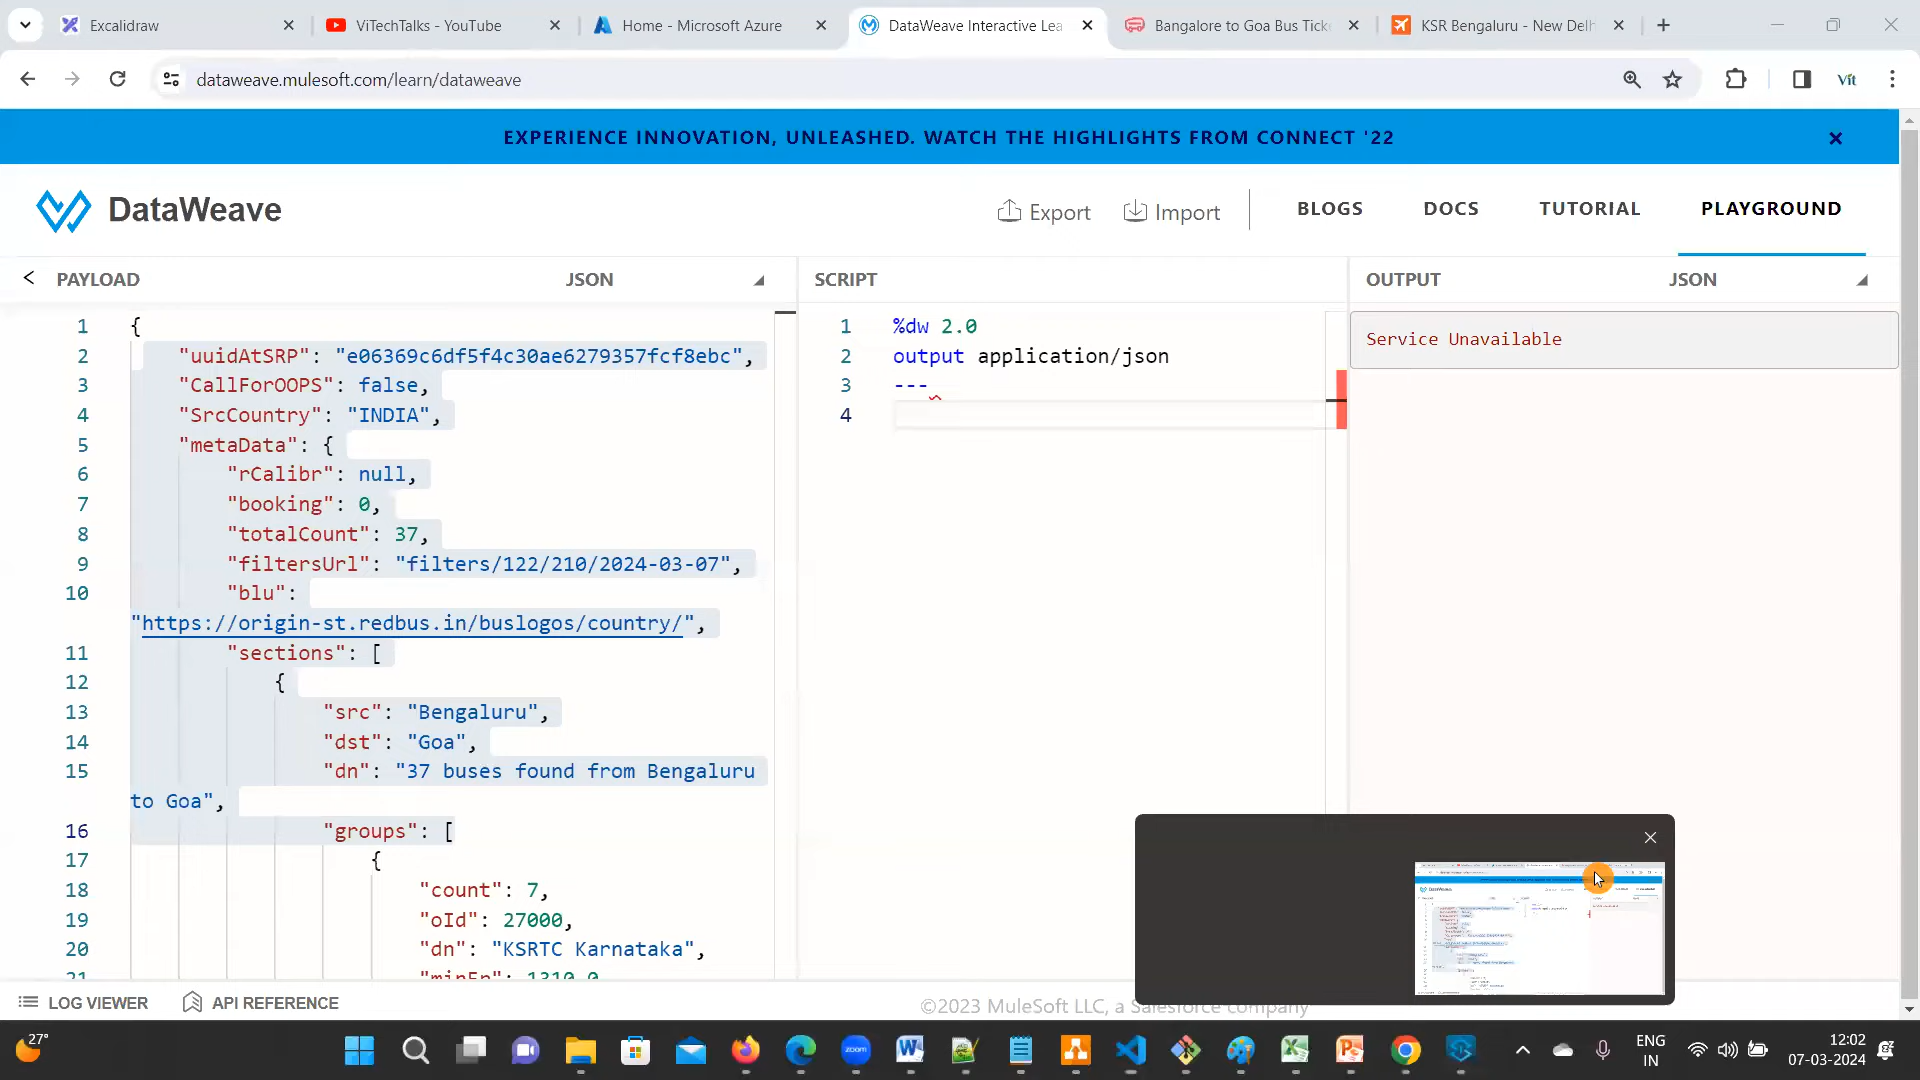 Excalidraw
ViTechTalks - YouTube
Home - Microsoft Azure
DataWeave Interactive Lea
Bangalore to Goa Bus Ticke
KSR Bengaluru - New Delh
dataweave.mulesoft.com/learn/dataweave
Vit
EXPERIENCE INNOVATION, UNLEASHED. WATCH THE HIGHLIGHTS FROM CONNECT '22
DataWeave
Export
Import
BLOGS
DOCS
TUTORIAL
PLAYGROUND
PAYLOAD
JSON
1 {
2 "uuidAtSRP": "e06369c6df5f4c30ae6279357fcf8ebc",
3 "CallForOOPS": false,
4 "SrcCountry": "INDIA",
5 "metaData": {
6 "rCalibr": null,
7 "booking": 0,
8 "totalCount": 37,
9 "filtersUrl": "filters/122/210/2024-03-07",
10 "blu":
"https://origin-st.redbus.in/buslogos/country/",
11 "sections": [
12 {
13 "src": "Bengaluru",
14 "dst": "Goa",
15 "dn": "37 buses found from Bengaluru
to Goa",
16 "groups": [
17 {
18 "count": 7,
19 "oId": 27000,
20 "dn": "KSRTC Karnataka",
SCRIPT
1 %dw 2.0
2 output application/json
3 ---
4
OUTPUT
JSON
Service Unavailable
LOG VIEWER
API REFERENCE
©2023 MuleSoft LLC, a Salesforce company
27°
zoom
ENG
IN
12:02
07-03-2024